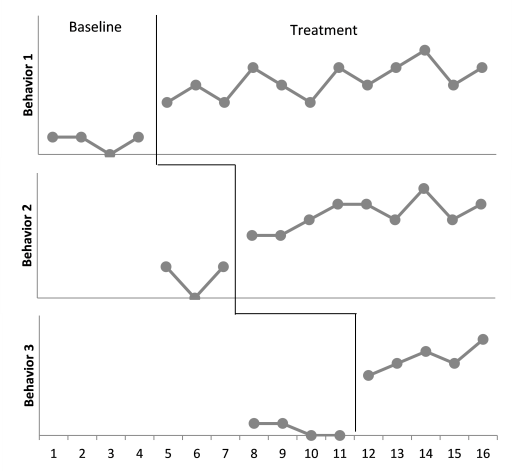 Baseline
Treatment
Behavior 1
Behavior 2
Behavior 3
1 2 3 4 5 6 7 8 9 10 11 12 13 14 15 16